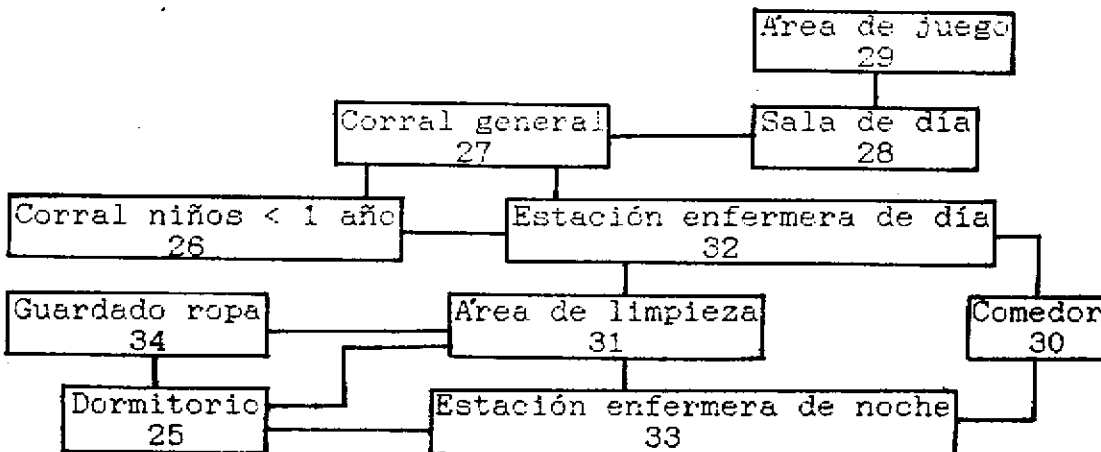 Área de juego
29
Corral general
27
Sala de día
28
Corral niños < 1 año
26
Estación enfermera de día
32
Guardado ropa
34
Área de limpieza
31
Comedor
30
Dormitorio
25
Estación enfermera de noche
33